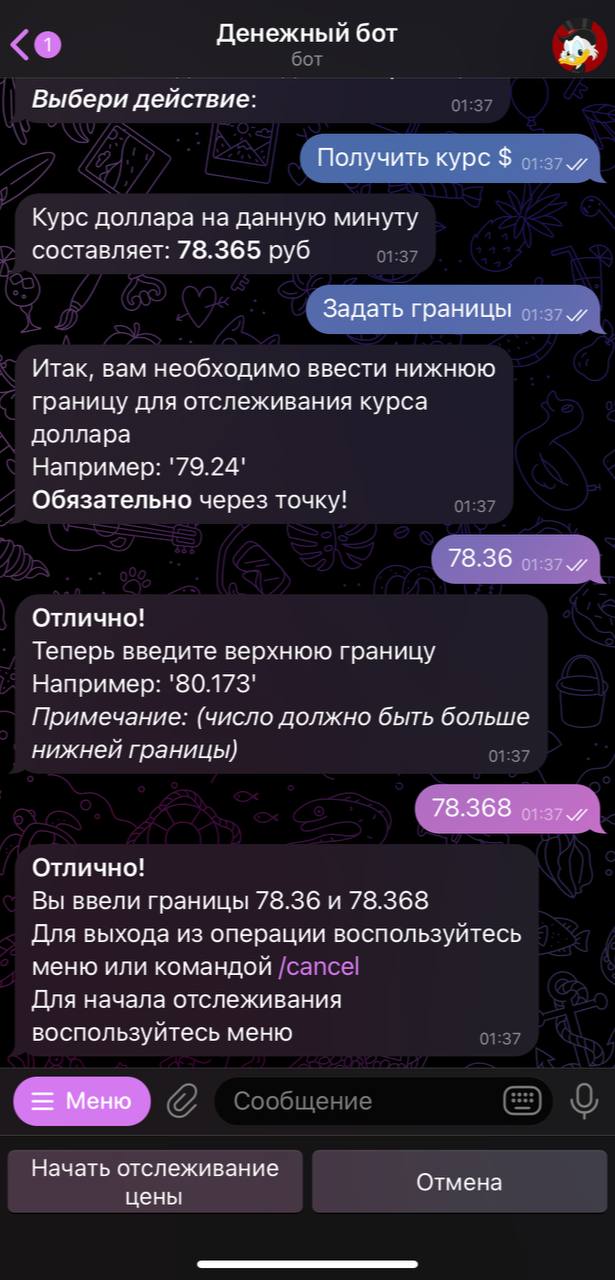 1
Денежный бот
бот
Выбери действие:
01:37
Получить курс $ 01:37
Курс доллара на данную минуту
составляет: 78.365 руб
01:37
Задать границы 01:37
Итак, вам необходимо ввести нижнюю
границу для отслеживания курса
доллара
Например: '79.24'
Обязательно через точку!
01:37
78.36 01:37
Отлично!
Теперь введите верхнюю границу
Например: '80.173'
Примечание: (число должно быть больше
нижней границы)
01:37
78.368 01:37
Отлично!
Вы ввели границы 78.36 и 78.368
Для выхода из операции воспользуйтесь
меню или командой /cancel
Для начала отслеживания
воспользуйтесь меню
01:37
Меню
Сообщение
Начать отслеживание
цены
Отмена